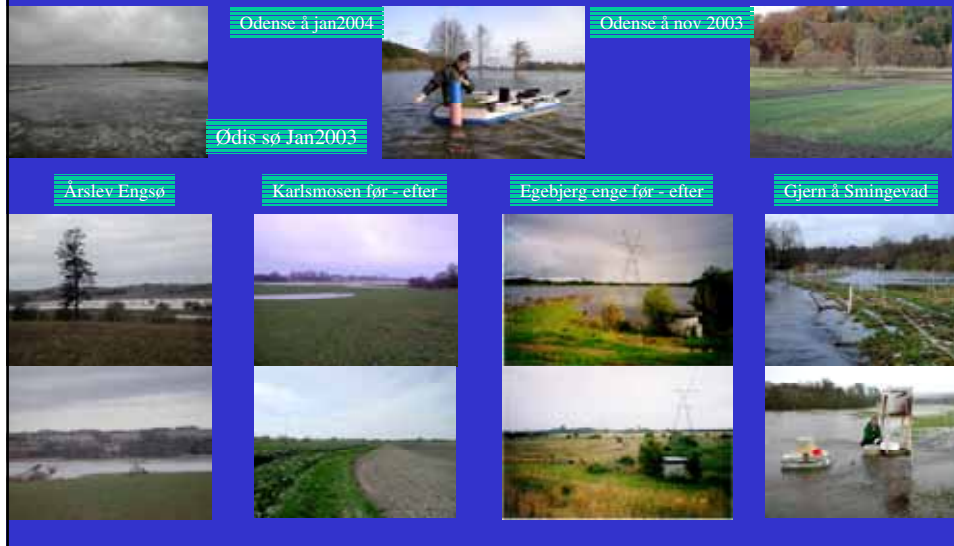 Odense å jan2004
Odense å nov 2003
Ødis sø Jan2003
Årslev Engsø
Karlsmosen før - efter
Egebjerg enge før - efter
Gjern å Smingevad